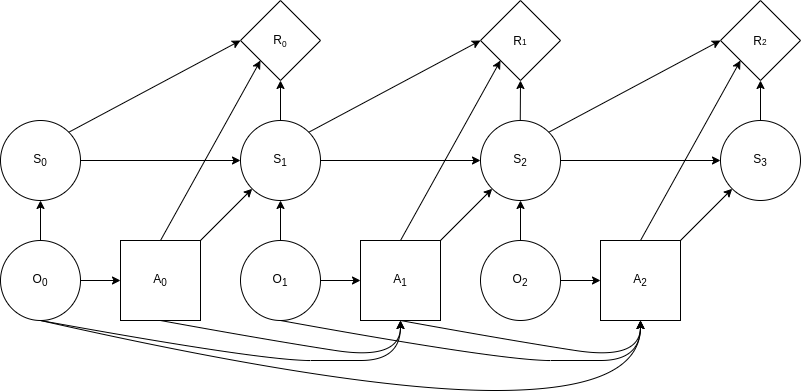 R₀ R₁ R₂
S₀ S₁ S₂ S₃
O₀ A₀ O₁ A₁ O₂ A₂